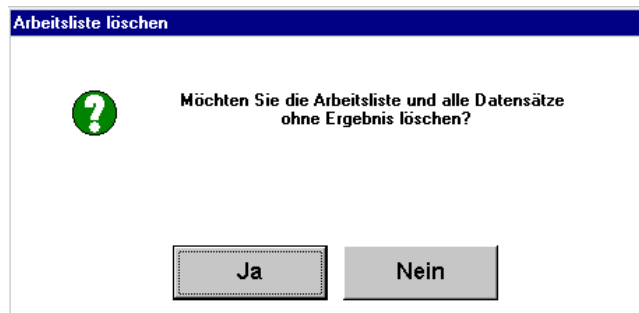 Arbeitsliste löschen
Möchten Sie die Arbeitsliste und alle Datensätze
ohne Ergebnis löschen?
Ja
Nein